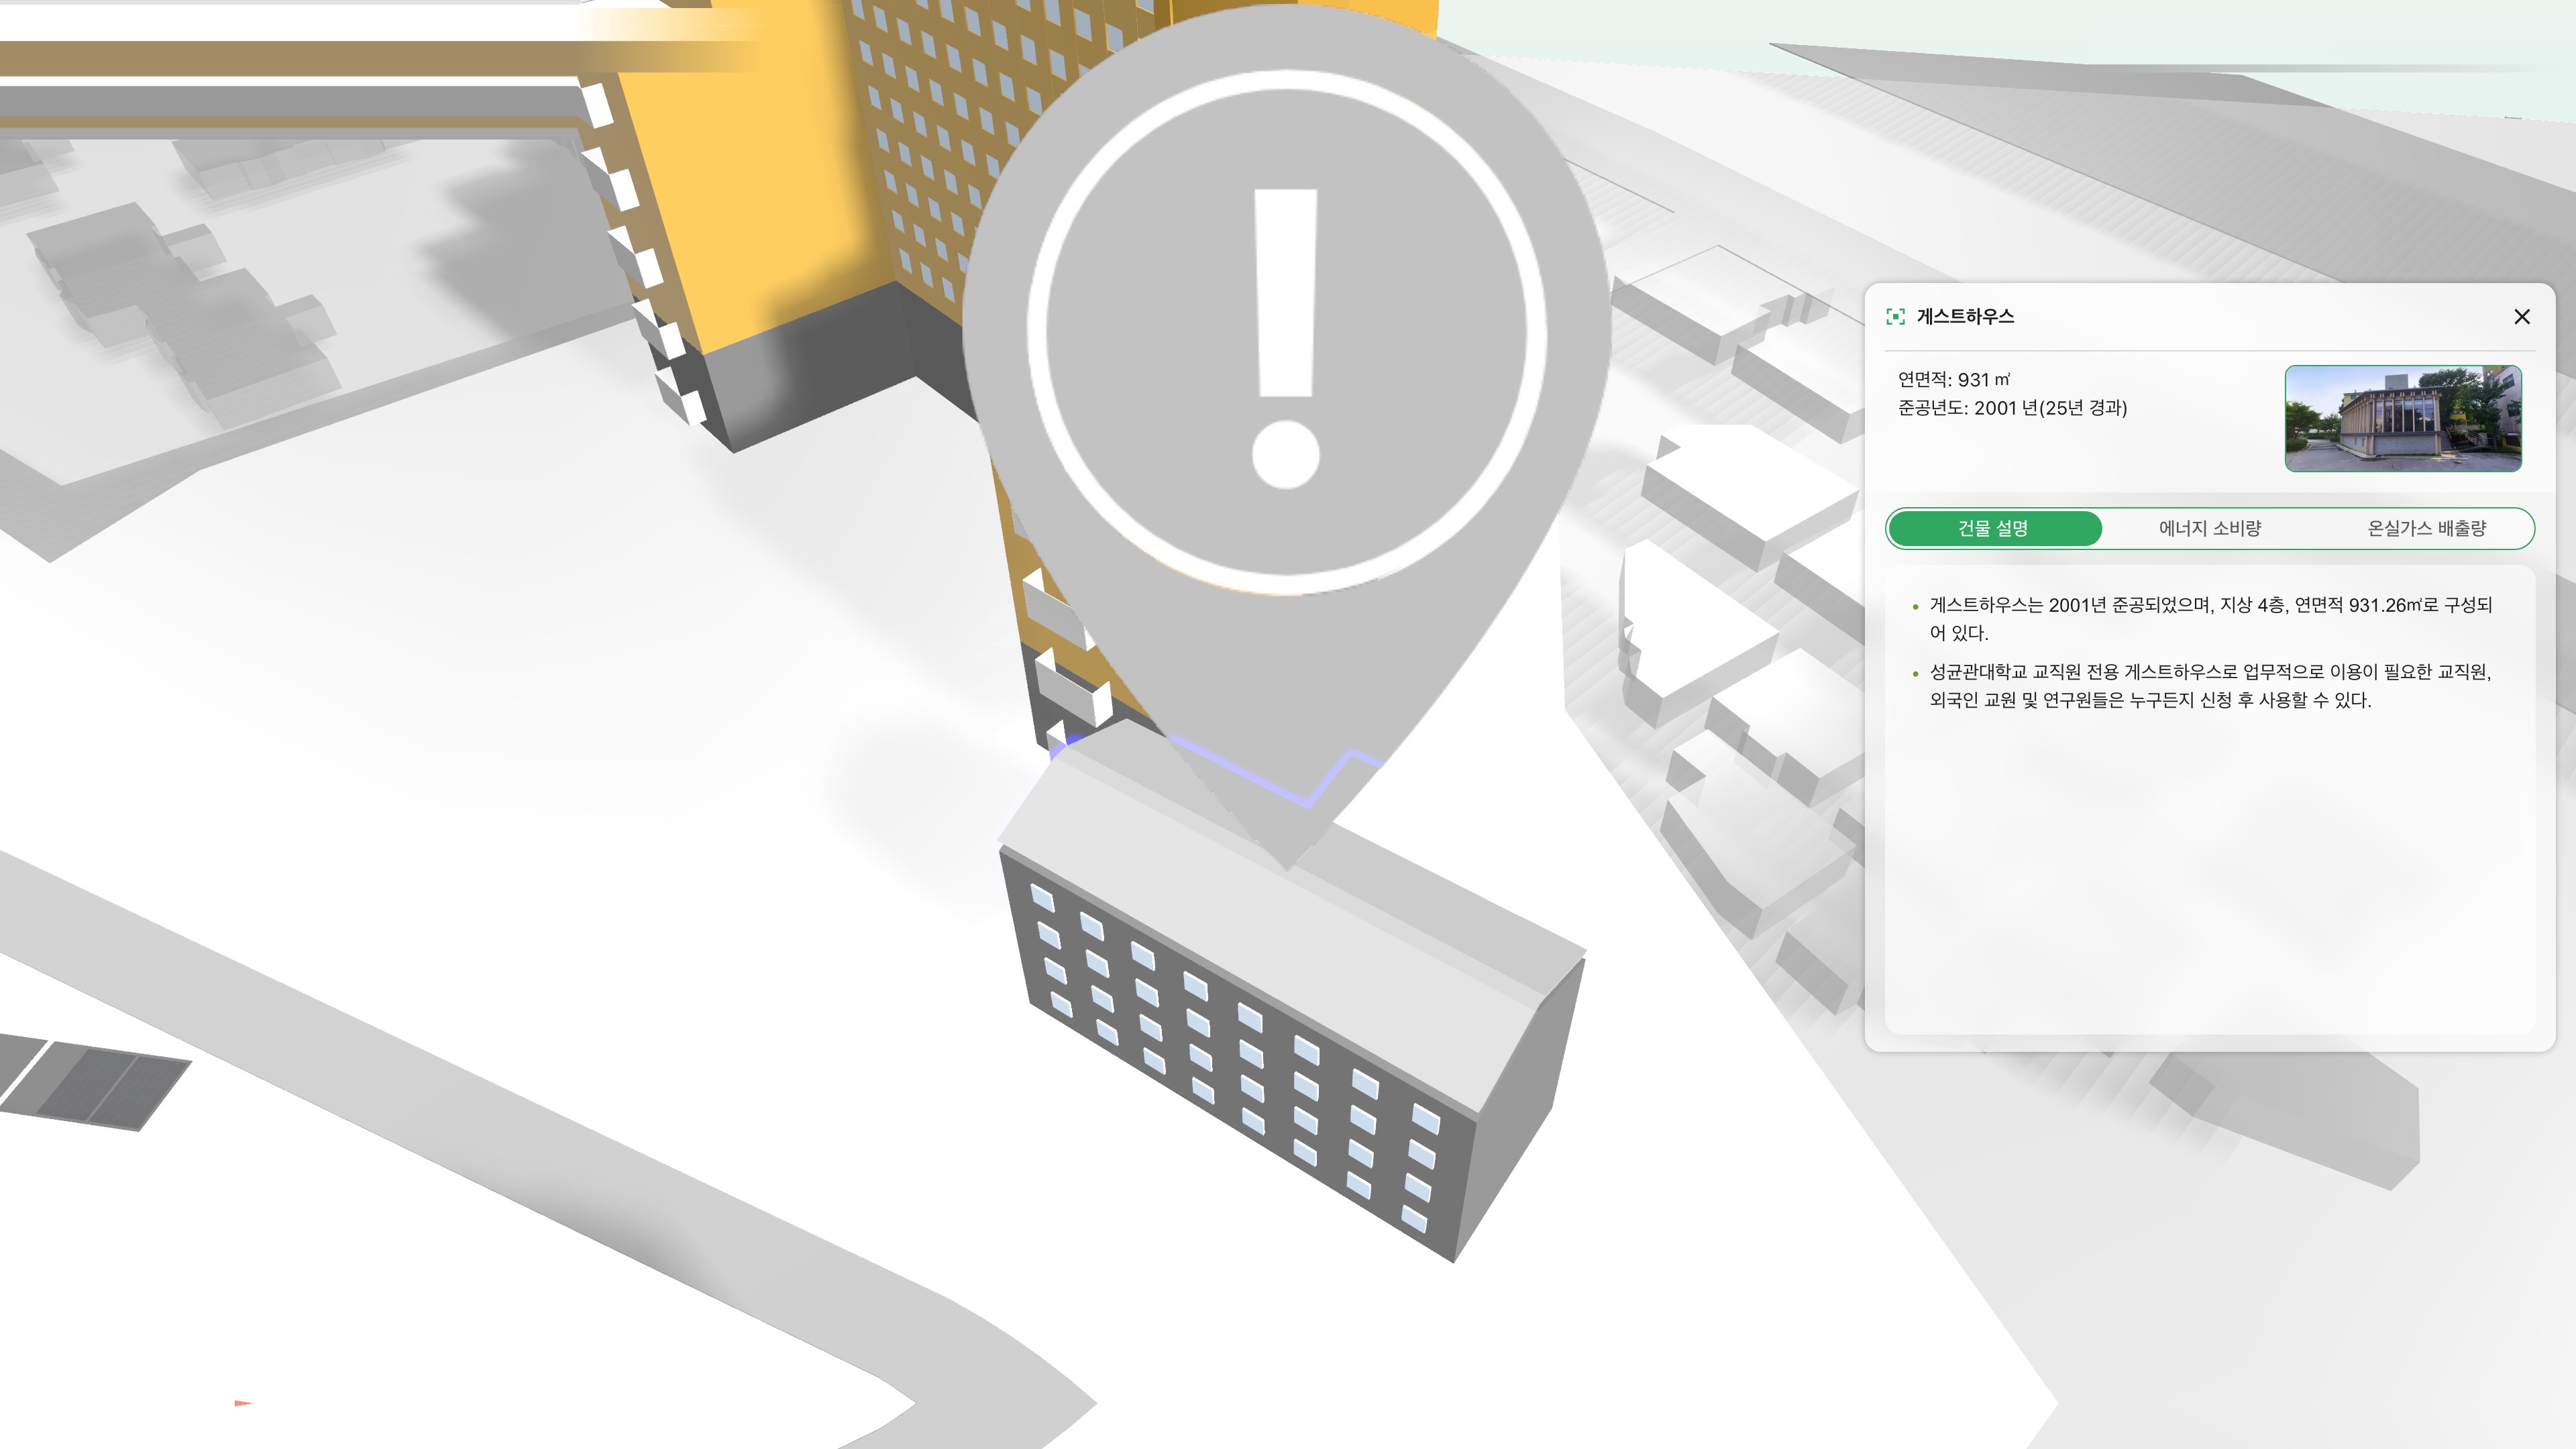 게스트하우스
연면적: 931 ㎡
준공년도: 2001 년(25년 경과)
건물 설명
에너지 소비량
온실가스 배출량
게스트하우스는 2001년 준공되었으며, 지상 4층, 연면적 931.26㎡로 구성되
어 있다.
성균관대학교 교직원 전용 게스트하우스로 업무적으로 이용이 필요한 교직원,
외국인 교원 및 연구원들은 누구든지 신청 후 사용할 수 있다.